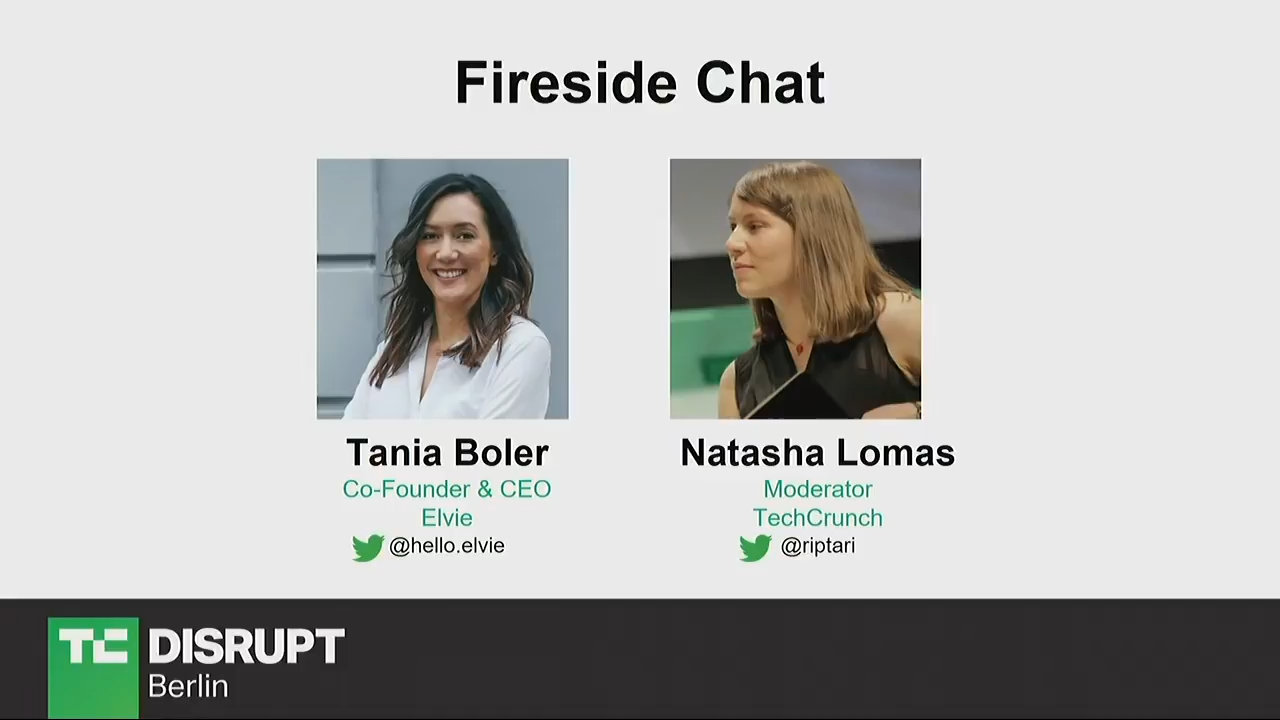 Fireside Chat
Tania Boler
Co-Founder & CEO
Elvie
@hello.elvie
Natasha Lomas
Moderator
TechCrunch
@riptari
TC DISRUPT
Berlin